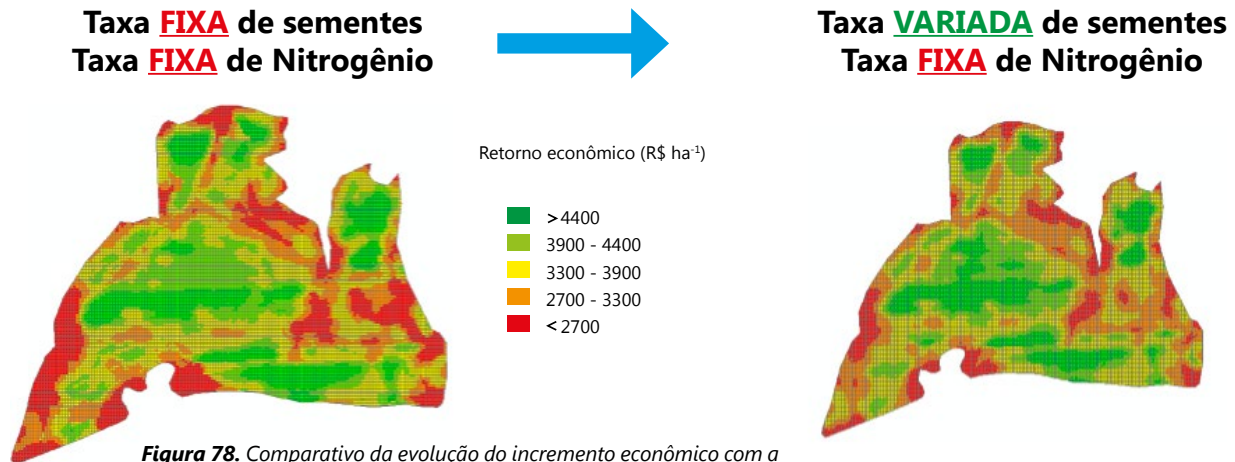 Taxa FIXA de sementes
Taxa FIXA de Nitrogênio
Taxa VARIADA de sementes
Taxa FIXA de Nitrogênio
Retorno econômico (R$ ha⁻¹)
>4400
3900 - 4400
3300 - 3900
2700 - 3300
<2700
Figura 78. Comparativo da evolução do incremento econômico com a